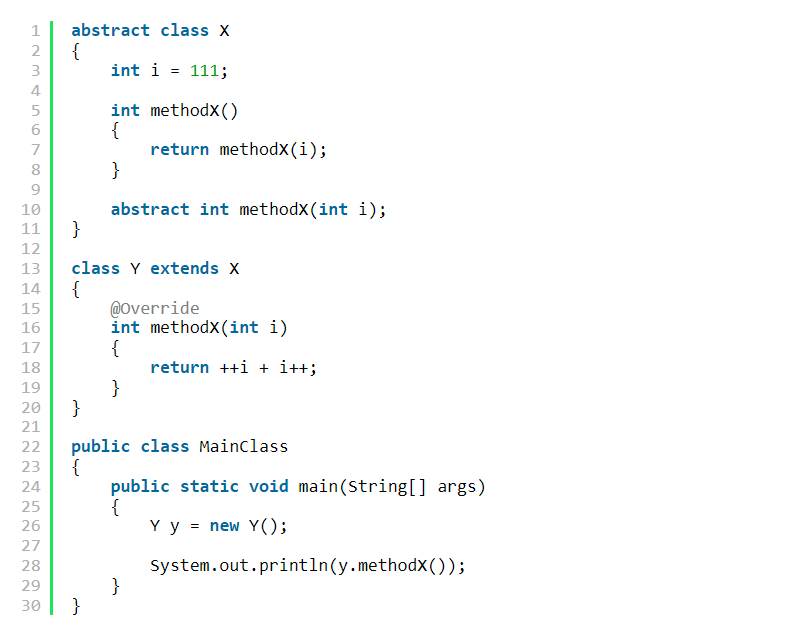 1 abstract class X
2 {
3     int i = 111;
4
5     int methodX()
6     {
7         return methodX(i);
8     }
9
10     abstract int methodX(int i);
11 }
12
13 class Y extends X
14 {
15     @Override
16     int methodX(int i)
17     {
18         return ++i + i++;
19     }
20 }
21
22 public class MainClass
23 {
24     public static void main(String[] args)
25     {
26         Y y = new Y();
27
28         System.out.println(y.methodX());
29     }
30 }